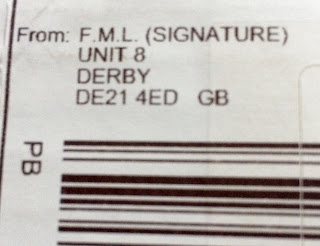 From: F.M.L. (SIGNATURE)
UNIT 8
DERBY
DE21 4ED GB
PB